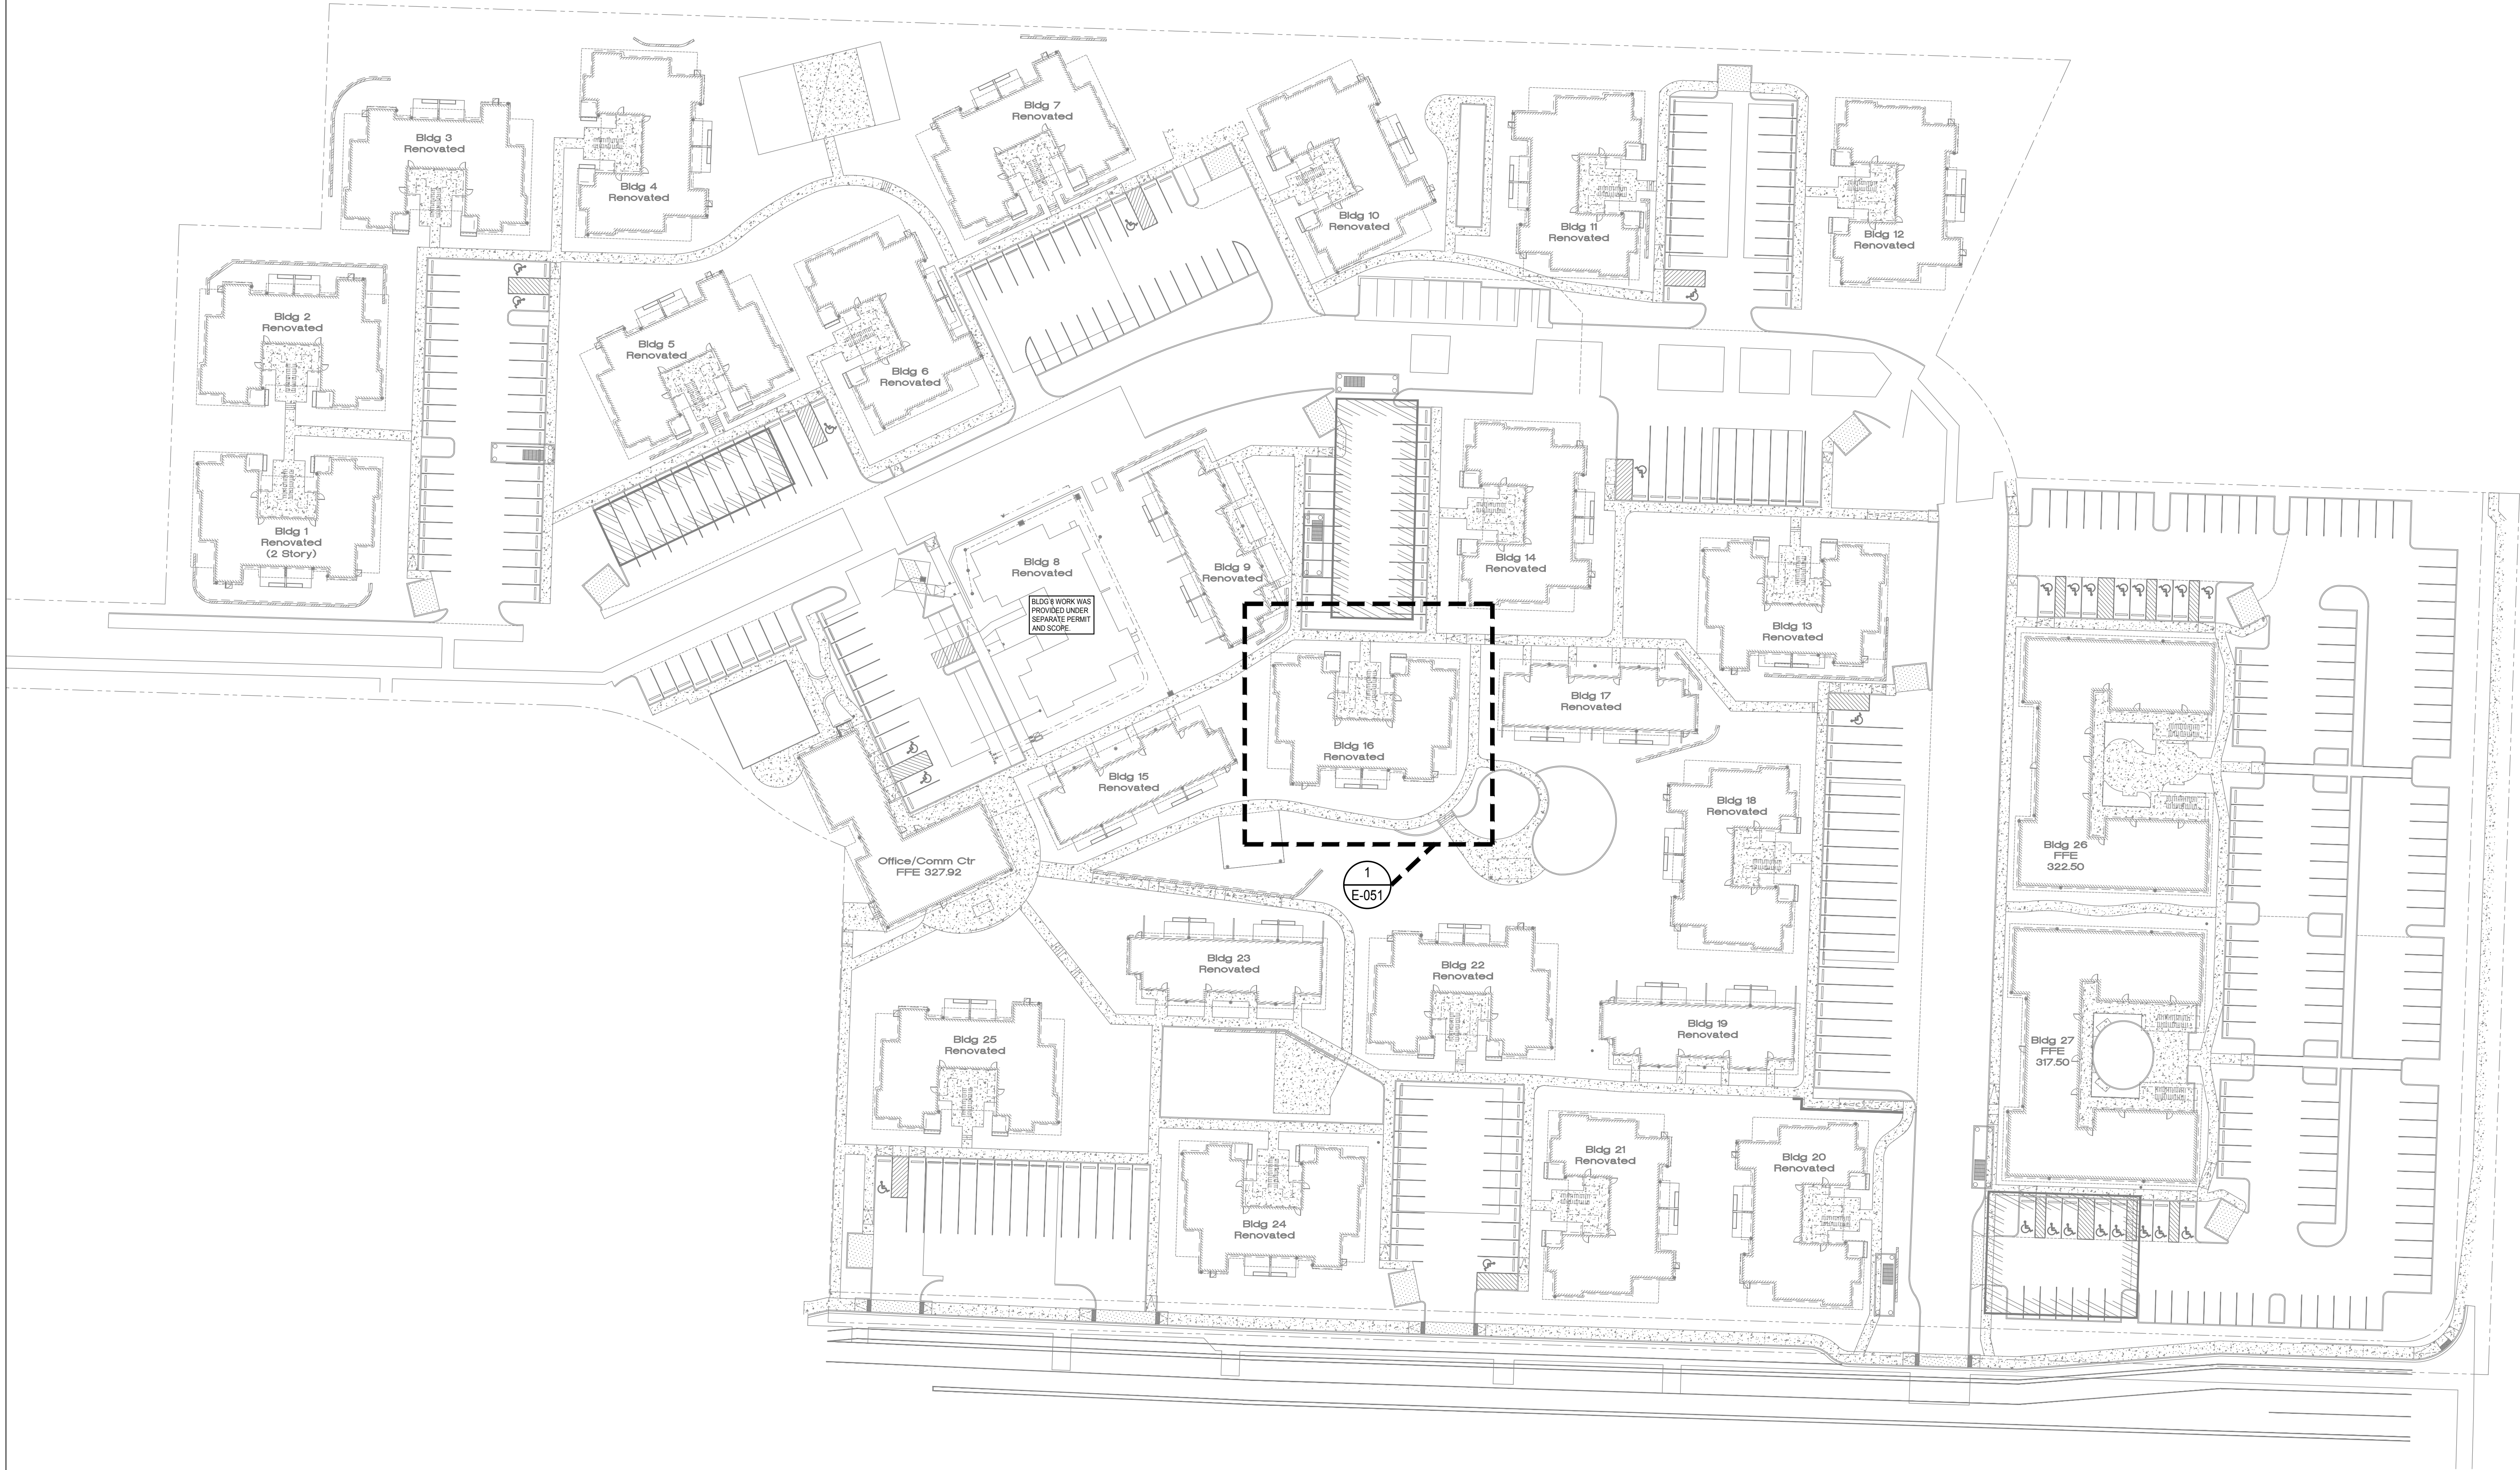 Bldg 3
Renovated
Bldg 4
Renovated
Bldg 7
Renovated
Bldg 10
Renovated
Bldg 11
Renovated
Bldg 12
Renovated
Bldg 2
Renovated
Bldg 5
Renovated
Bldg 6
Renovated
Bldg 1
Renovated
(2 Story)
Bldg 8
Renovated
BLDG 8 WORK WAS
PROVIDED UNDER
SEPARATE PERMIT
AND SCOPE.
Bldg 9
Renovated
Bldg 14
Renovated
Bldg 13
Renovated
Bldg 17
Renovated
Bldg 16
Renovated
Bldg 15
Renovated
Bldg 18
Renovated
Office/Comm Ctr
FFE 327.92
1
E-051
Bldg 26
FFE
322.50
Bldg 23
Renovated
Bldg 22
Renovated
Bldg 19
Renovated
Bldg 25
Renovated
Bldg 27
FFE
317.50
Bldg 21
Renovated
Bldg 20
Renovated
Bldg 24
Renovated